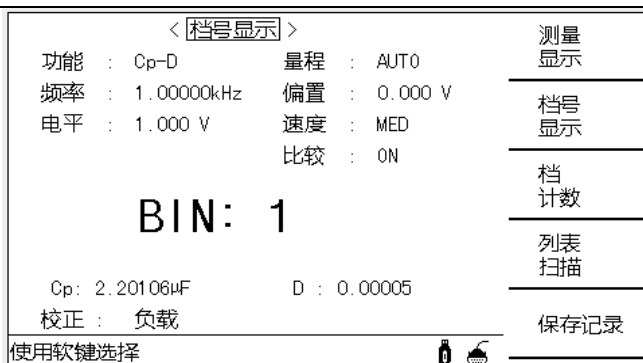 < 档号显示 >
功能 : Cp-D 量程 : AUTO
频率 : 1.00000kHz 偏置 : 0.000 V
电平 : 1.000 V 速度 : MED
比较 : ON
BIN: 1
Cp: 2.20106μF D : 0.00005
校正 : 负载
使用软键选择
测量
显示
档号
显示
档
计数
列表
扫描
保存记录